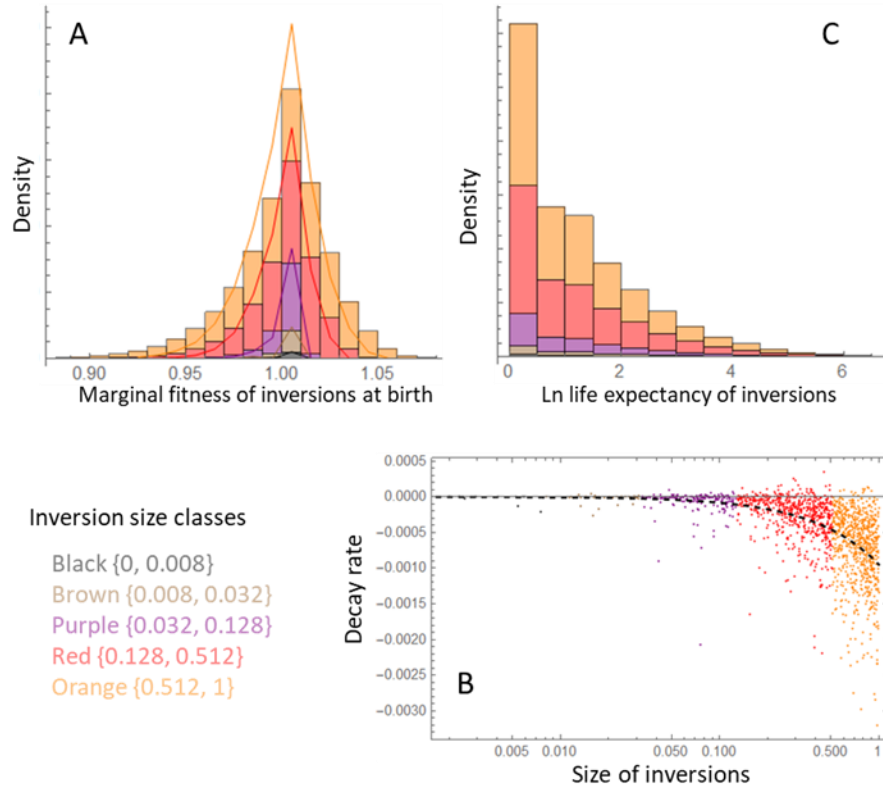 A
C
Density
Density
0.90
0.95
1.00
1.05
0
2
4
6
Marginal fitness of inversions at birth
Ln life expectancy of inversions
Inversion size classes
Black {0, 0.008}
Brown {0.008, 0.032}
Purple {0.032, 0.128}
Red {0.128, 0.512}
Orange {0.512, 1}
0.0005
0.0000
−0.0005
−0.0010
−0.0015
−0.0020
−0.0025
−0.0030
Decay rate
B
0.005
0.010
0.050
0.100
0.500
1
Size of inversions